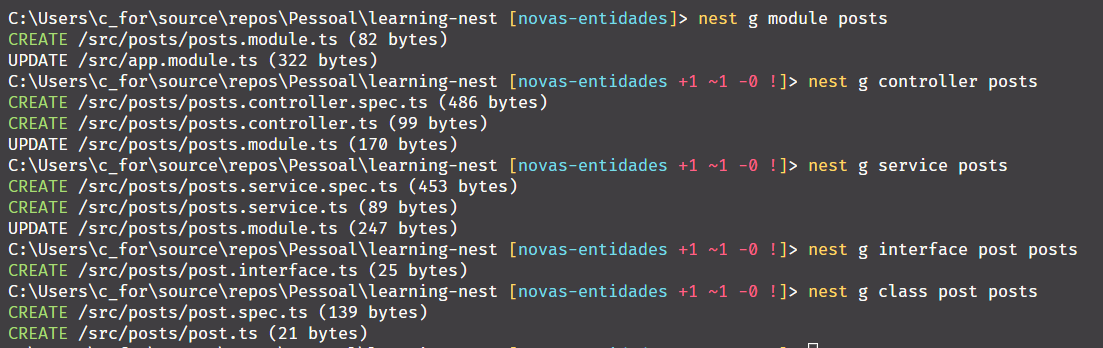 C:\Users\c_for\source\repos\Pessoal\learning-nest [novas-entidades]> nest g module posts
CREATE /src/posts/posts.module.ts (82 bytes)
UPDATE /src/app.module.ts (322 bytes)
C:\Users\c_for\source\repos\Pessoal\learning-nest [novas-entidades +1 ~1 -0 !]> nest g controller posts
CREATE /src/posts/posts.controller.spec.ts (486 bytes)
CREATE /src/posts/posts.controller.ts (99 bytes)
UPDATE /src/posts/posts.module.ts (170 bytes)
C:\Users\c_for\source\repos\Pessoal\learning-nest [novas-entidades +1 ~1 -0 !]> nest g service posts
CREATE /src/posts/posts.service.spec.ts (453 bytes)
CREATE /src/posts/posts.service.ts (89 bytes)
UPDATE /src/posts/posts.module.ts (247 bytes)
C:\Users\c_for\source\repos\Pessoal\learning-nest [novas-entidades +1 ~1 -0 !]> nest g interface post posts
CREATE /src/posts/post.interface.ts (25 bytes)
C:\Users\c_for\source\repos\Pessoal\learning-nest [novas-entidades +1 ~1 -0 !]> nest g class post posts
CREATE /src/posts/post.spec.ts (139 bytes)
CREATE /src/posts/post.ts (21 bytes)